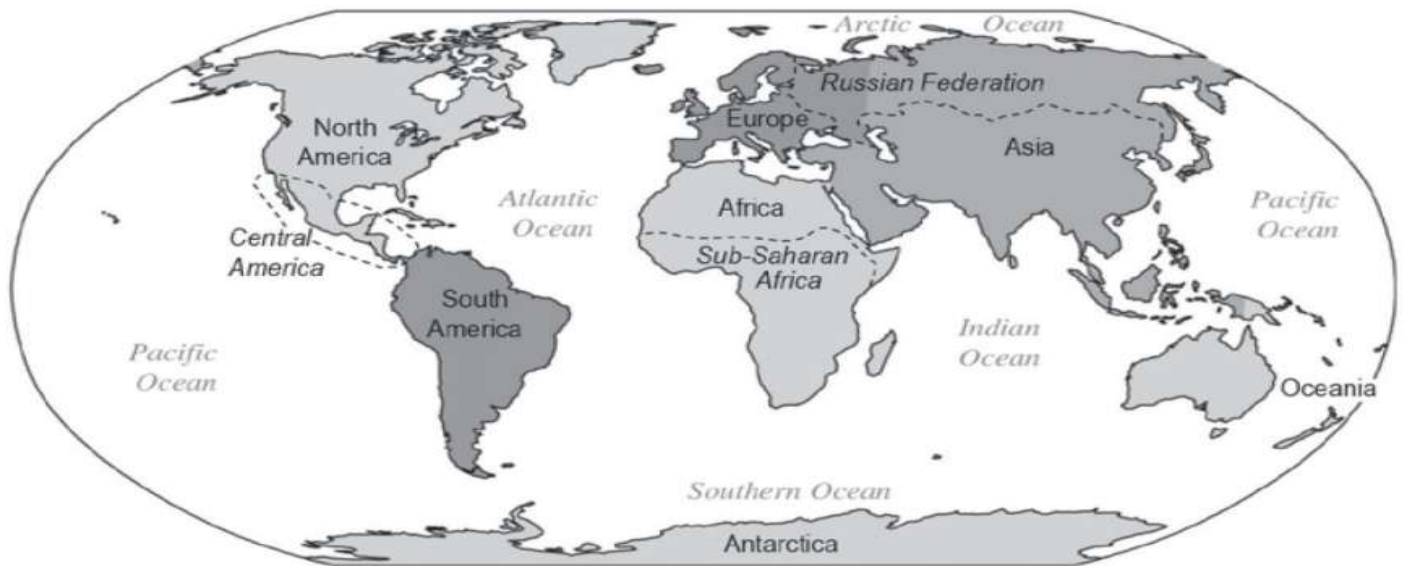 Arctic Ocean
Russian Federation
North
America
Europe
Asia
Atlantic
Ocean
Africa
Pacific
Ocean
Central
America
Sub-Saharan
Africa
South
America
Indian
Ocean
Pacific
Ocean
Oceania
Southern Ocean
Antarctica